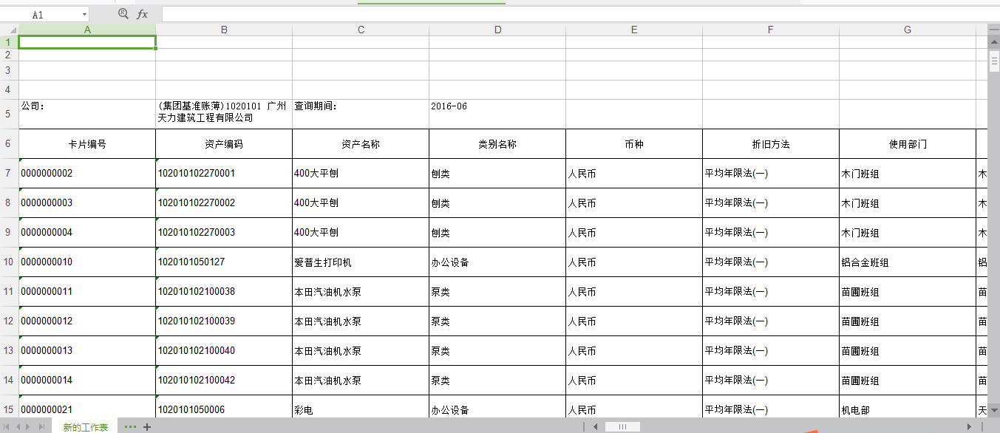 A1 fx
A B C D E F G
1
2
3
4
5 公司： (集团基准账薄)1020101 广州天力建筑工程有限公司 查询期间： 2016-06
6 卡片编号 资产编码 资产名称 类别名称 币种 折旧方法 使用部门
7 0000000002 102010102270001 400大平刨 刨类 人民币 平均年限法(一) 木门班组 木
8 0000000003 102010102270002 400大平刨 刨类 人民币 平均年限法(一) 木门班组 木
9 0000000004 102010102270003 400大平刨 刨类 人民币 平均年限法(一) 木门班组 木
10 0000000010 1020101050127 爱普生打印机 办公设备 人民币 平均年限法(一) 铝合金班组 铝
11 0000000011 102010102100038 本田汽油机水泵 泵类 人民币 平均年限法(一) 苗圃班组 苗
12 0000000012 102010102100039 本田汽油机水泵 泵类 人民币 平均年限法(一) 苗圃班组 苗
13 0000000013 102010102100040 本田汽油机水泵 泵类 人民币 平均年限法(一) 苗圃班组 苗
14 0000000014 102010102100042 本田汽油机水泵 泵类 人民币 平均年限法(一) 苗圃班组 苗
15 0000000021 1020101050006 彩电 办公设备 人民币 平均年限法(一) 机电部 天
新的工作表